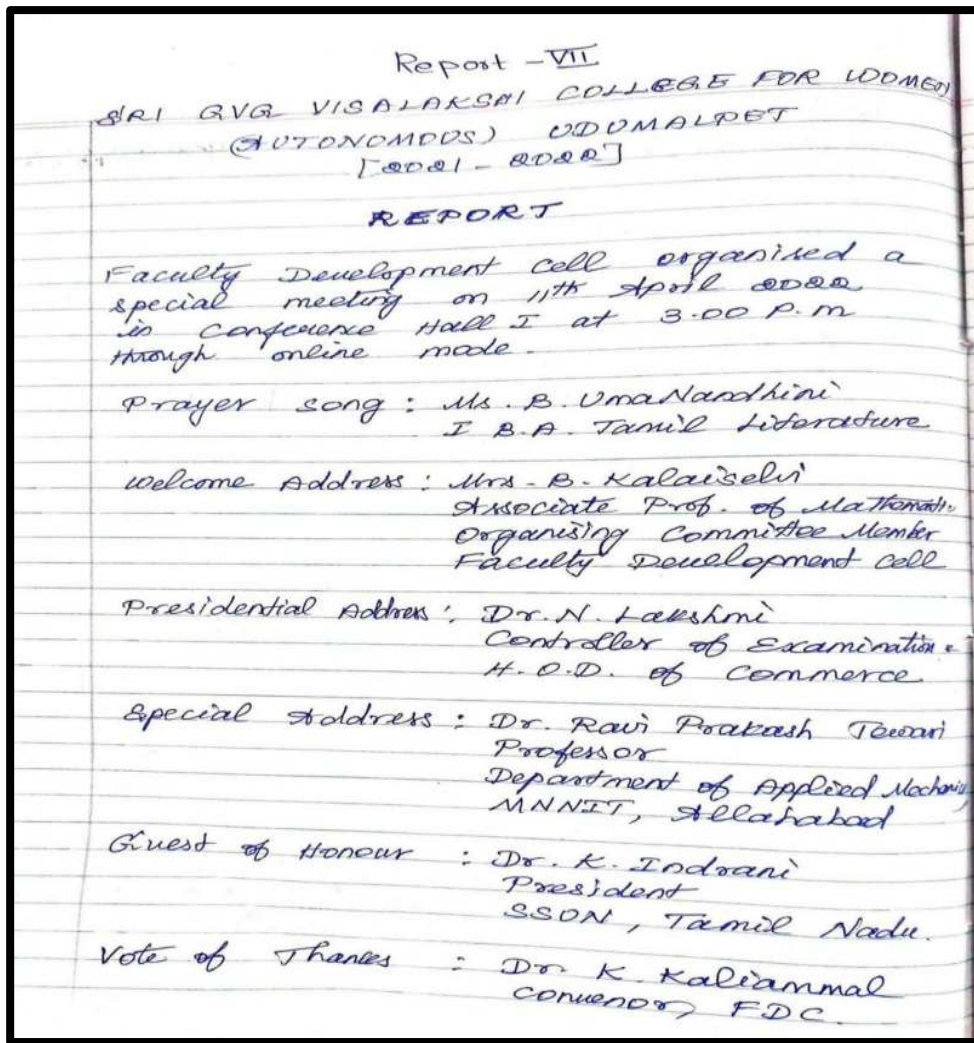 Report - VII
SRI GVG VISALAKSHI COLLEGE FOR WOMEN
(AUTONOMOUS) UDUMALPET
[2021 - 2022]
REPORT
Faculty Development cell organised a
special meeting on 11th April 2022
in Conference Hall I at 3.00 P.m
through online mode.
Prayer song : Ms. B. UmaNandhini
I B.A. Tamil Literature
Welcome Address : Mrs. B. Kalaiselvi
Associate Prof. of Mathematics
Organising Committee Member
Faculty Development cell
Presidential Address : Dr. N. Lakshmi
Controller of Examination &
H.O.D. of Commerce
Special Address : Dr. Ravi Prakash Tewari
Professor
Department of Applied Mechanics
MNNIT, Allahabad
Guest of Honour : Dr. K. Indrani
President
SSON, Tamil Nadu.
Vote of Thanks : Dr. K. Kaliammal
convenor, FDC.